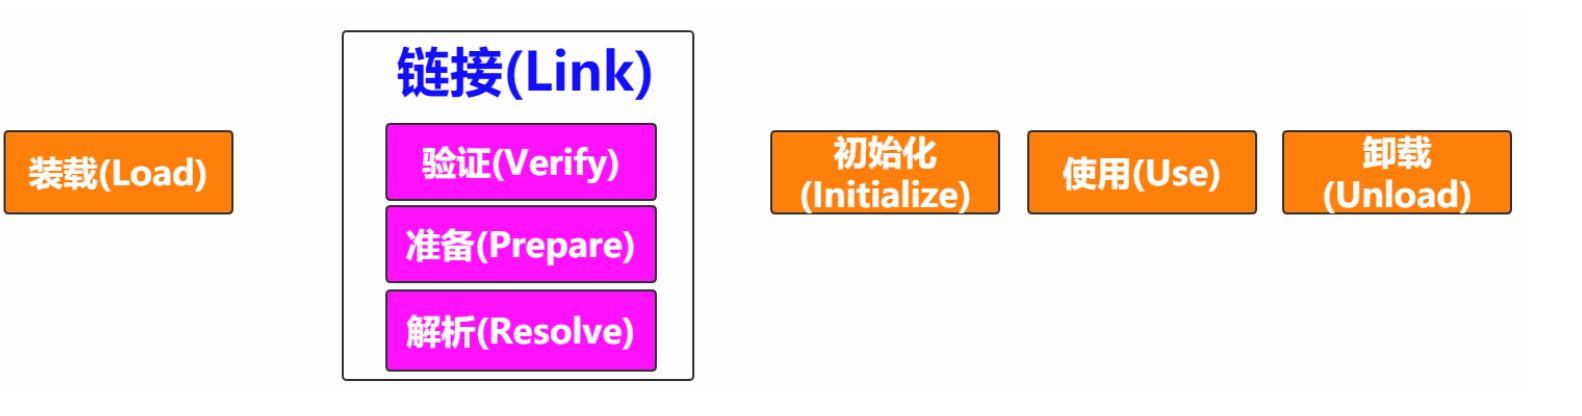 装载(Load)
链接(Link)
验证(Verify)
准备(Prepare)
解析(Resolve)
初始化
(Initialize)
使用(Use)
卸载
(Unload)